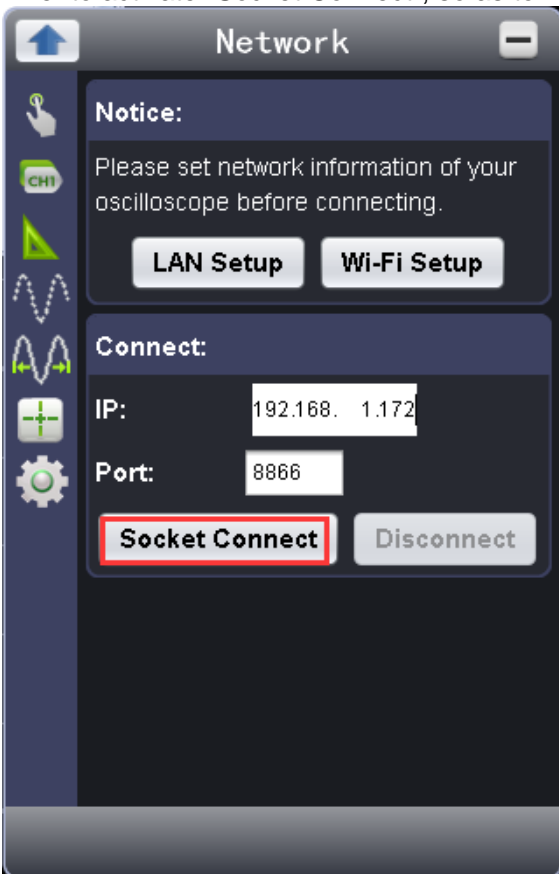 Network
Notice:
CH1
Please set network information of your
oscilloscope before connecting.
LAN Setup Wi-Fi Setup
Connect:
IP: 192.168. 1.172
Port: 8866
Socket Connect Disconnect